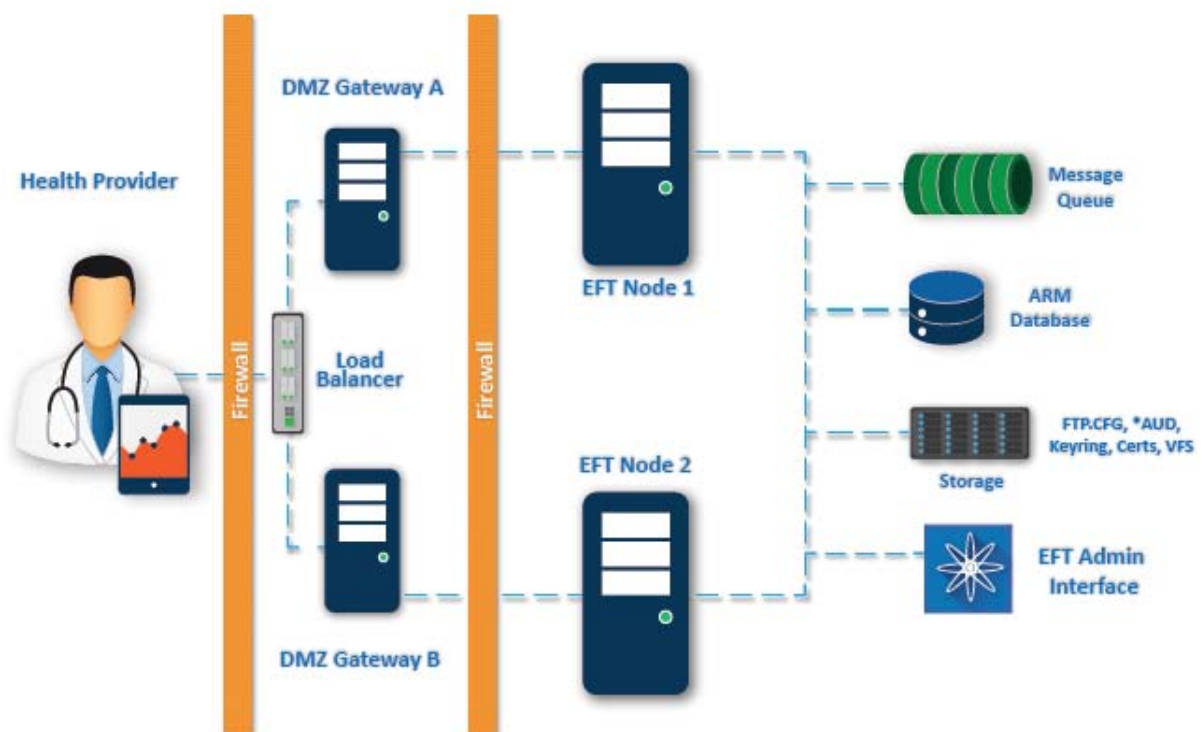 DMZ Gateway A
Health Provider
Firewall
Firewall
Load
Balancer
DMZ Gateway B
EFT Node 1
EFT Node 2
Message
Queue
ARM
Database
FTP.CFG, *AUD,
Keyring, Certs, VFS
Storage
EFT Admin
Interface